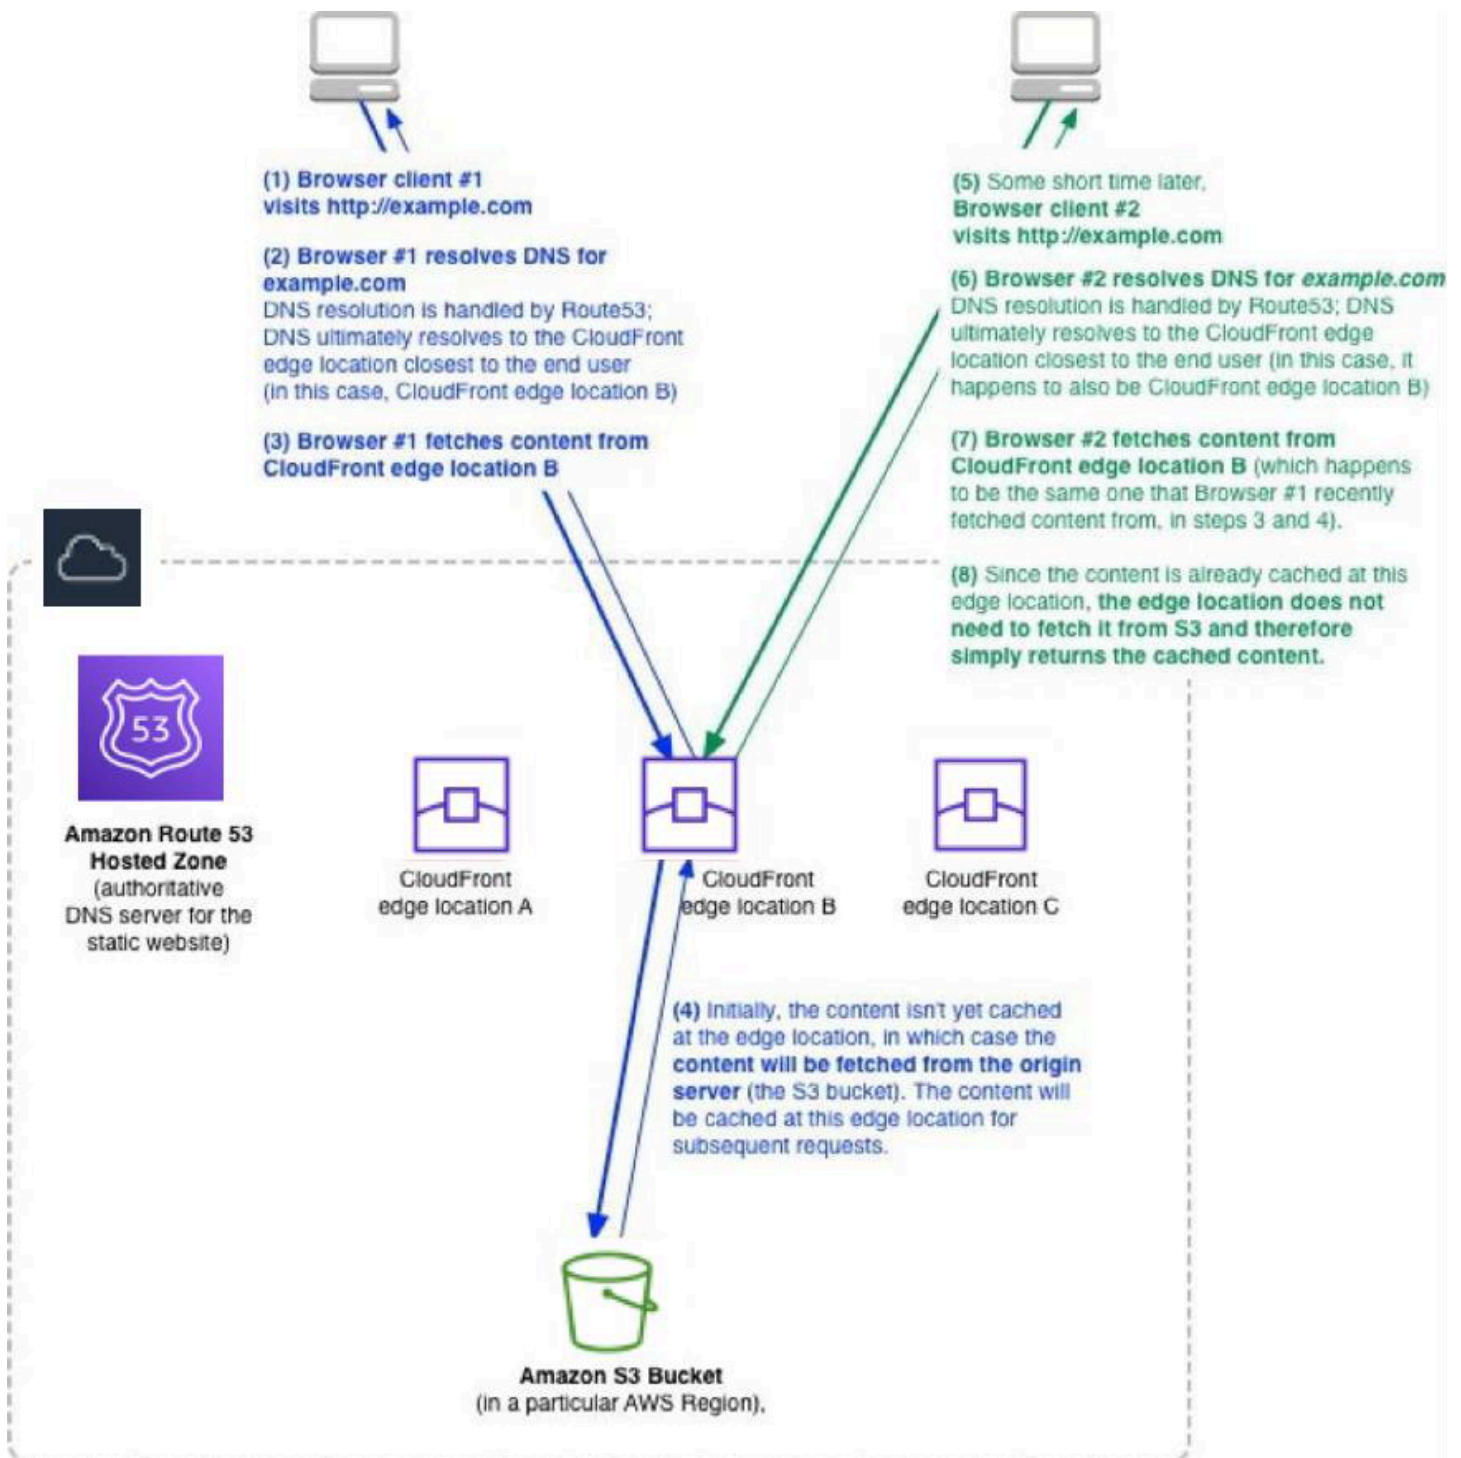 (1) Browser client #1
visits http://example.com
(2) Browser #1 resolves DNS for
example.com
DNS resolution is handled by Route53;
DNS ultimately resolves to the CloudFront
edge location closest to the end user
(in this case, CloudFront edge location B)
(3) Browser #1 fetches content from
CloudFront edge location B
(5) Some short time later,
Browser client #2
visits http://example.com
(6) Browser #2 resolves DNS for example.com
DNS resolution is handled by Route53; DNS
ultimately resolves to the CloudFront edge
location closest to the end user (in this case, it
happens to also be CloudFront edge location B)
(7) Browser #2 fetches content from
CloudFront edge location B (which happens
to be the same one that Browser #1 recently
fetched content from, in steps 3 and 4).
(8) Since the content is already cached at this
edge location, the edge location does not
need to fetch it from S3 and therefore
simply returns the cached content.
53
Amazon Route 53
Hosted Zone
(authoritative
DNS server for the
static website)
CloudFront
edge location A
CloudFront
edge location B
CloudFront
edge location C
(4) Initially, the content isn't yet cached
at the edge location, in which case the
content will be fetched from the origin
server (the S3 bucket). The content will
be cached at this edge location for
subsequent requests.
Amazon S3 Bucket
(in a particular AWS Region),